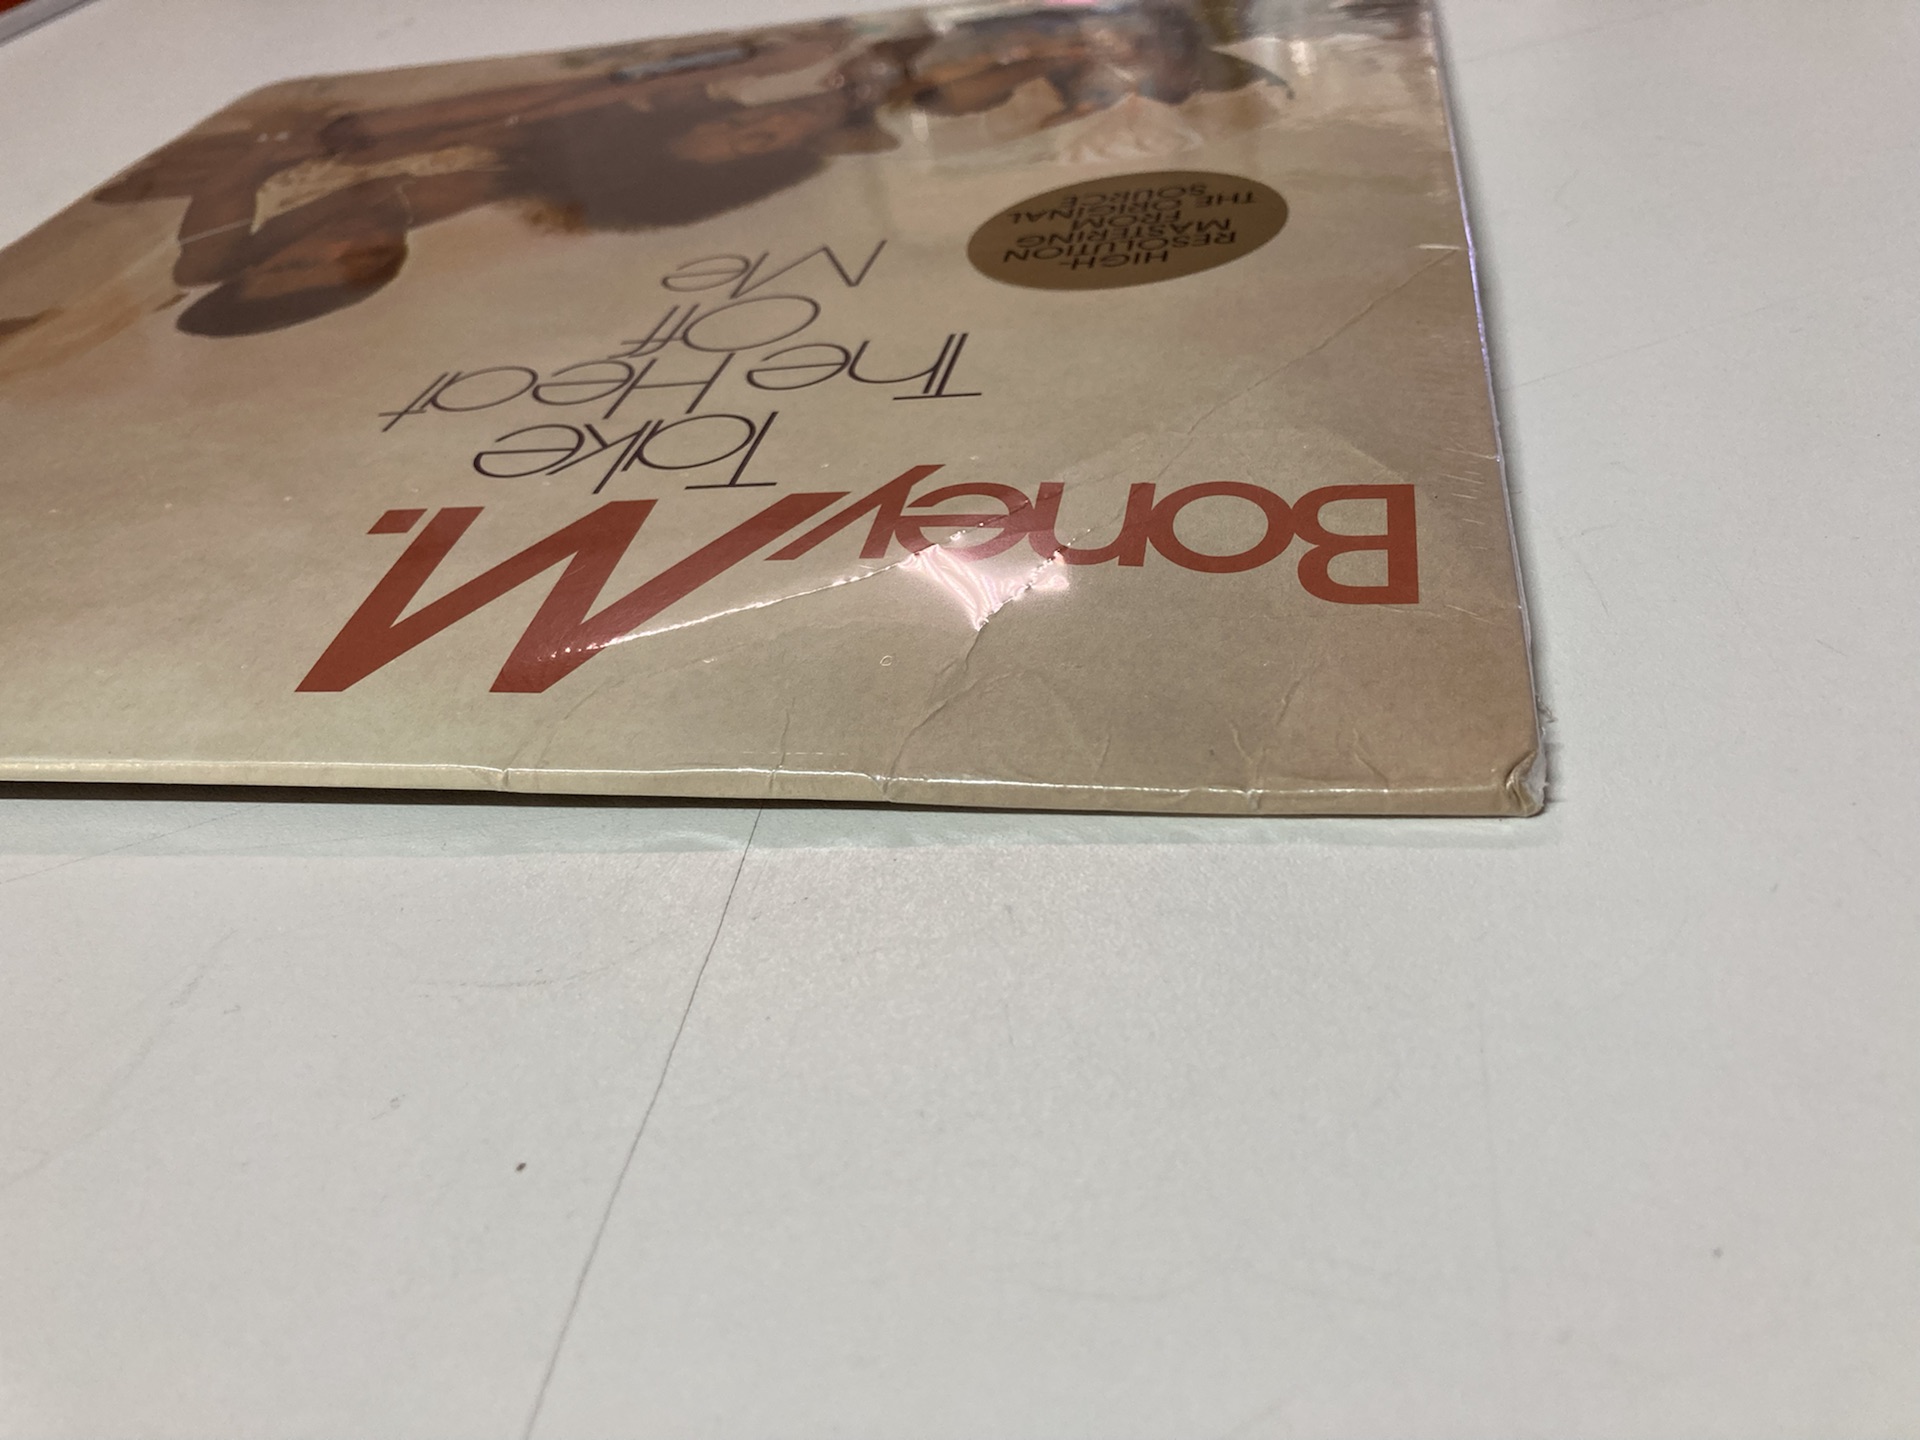 Boney M.
Take
The Heat
Off
Me
HIGH-
RESOLUTION
MASTERING
FROM
THE ORIGINAL
SOURCE